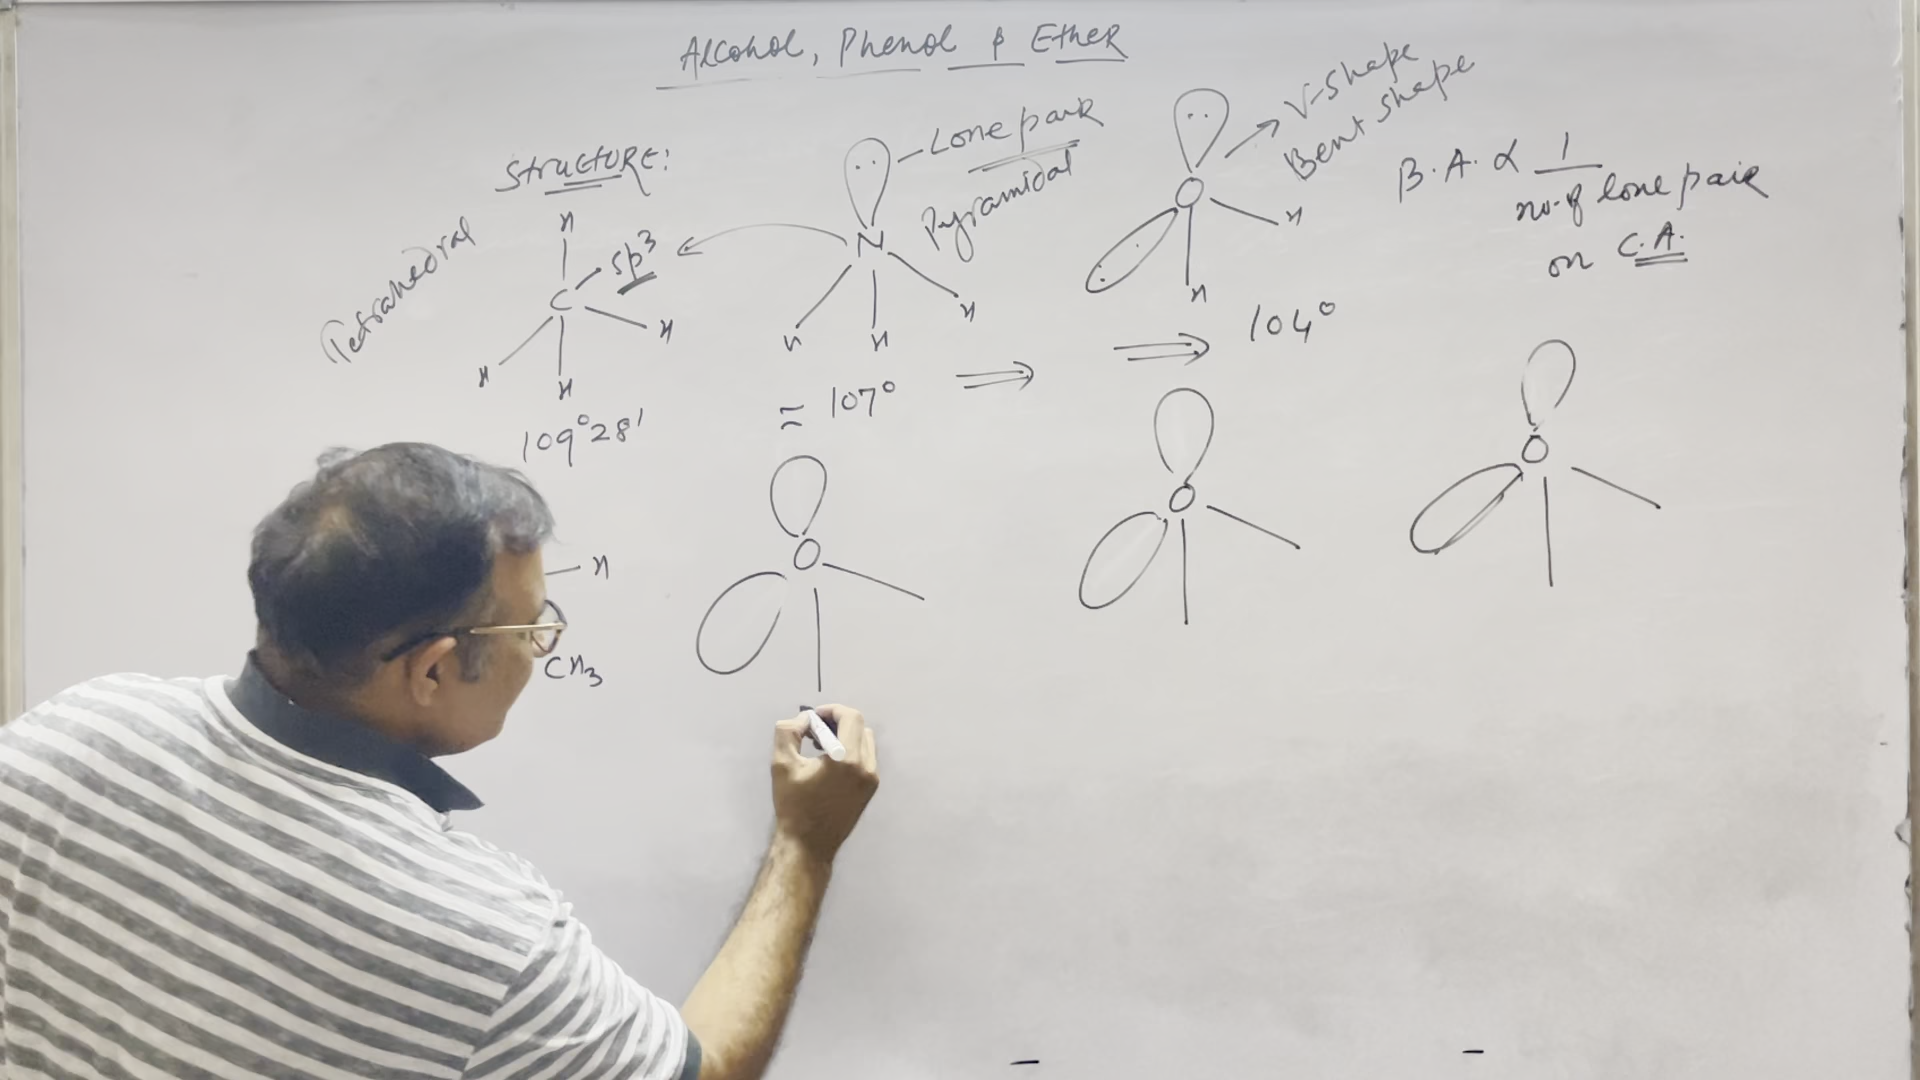 Alcohol, Phenol & Ether
Structure:
Tetrahedral
H
C
sp³
H
H
H
109°28'
Lone pair
Pyramidal
N
H
H
H
= 107°
V-shape
Bent shape
O
H
H
104°
B.A. ∝ 1
no. of lone pair
on C.A.
O
O
O
H
CH₃